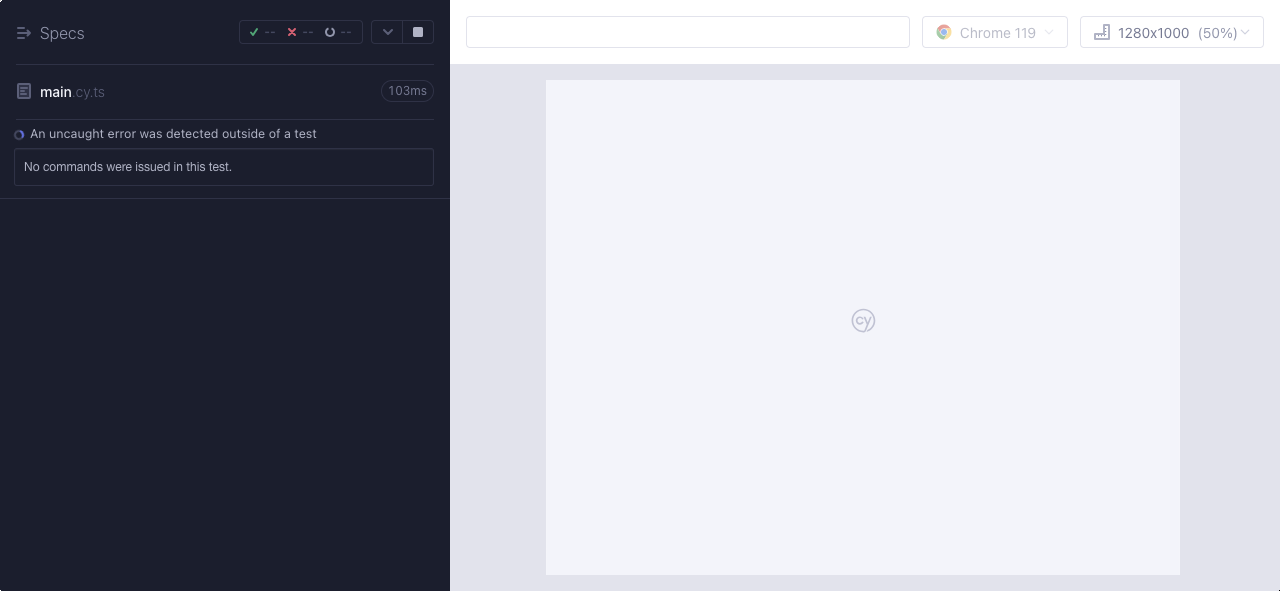 Specs
-- -- --
main.cy.ts
103ms
An uncaught error was detected outside of a test
No commands were issued in this test.
Chrome 119
1280x1000 (50%)
cy